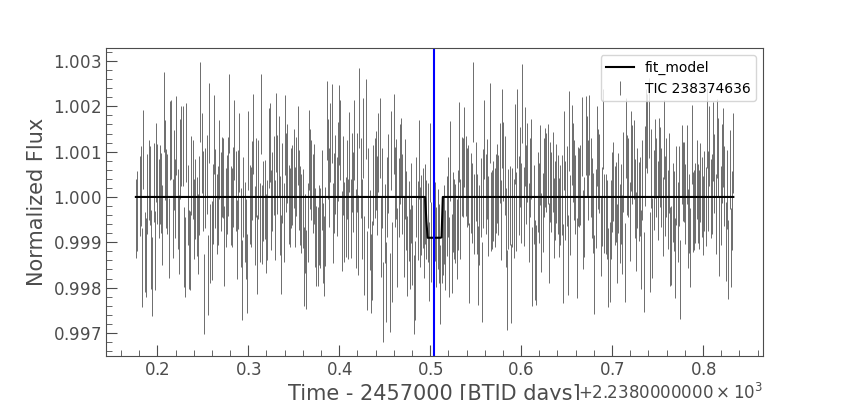 fit_model
TIC 238374636
1.003
1.002
1.001
1.000
0.999
0.998
0.997
Normalized Flux
0.2 0.3 0.4 0.5 0.6 0.7 0.8
Time - 2457000 [BTJD days]
+2.2380000000 × 10³